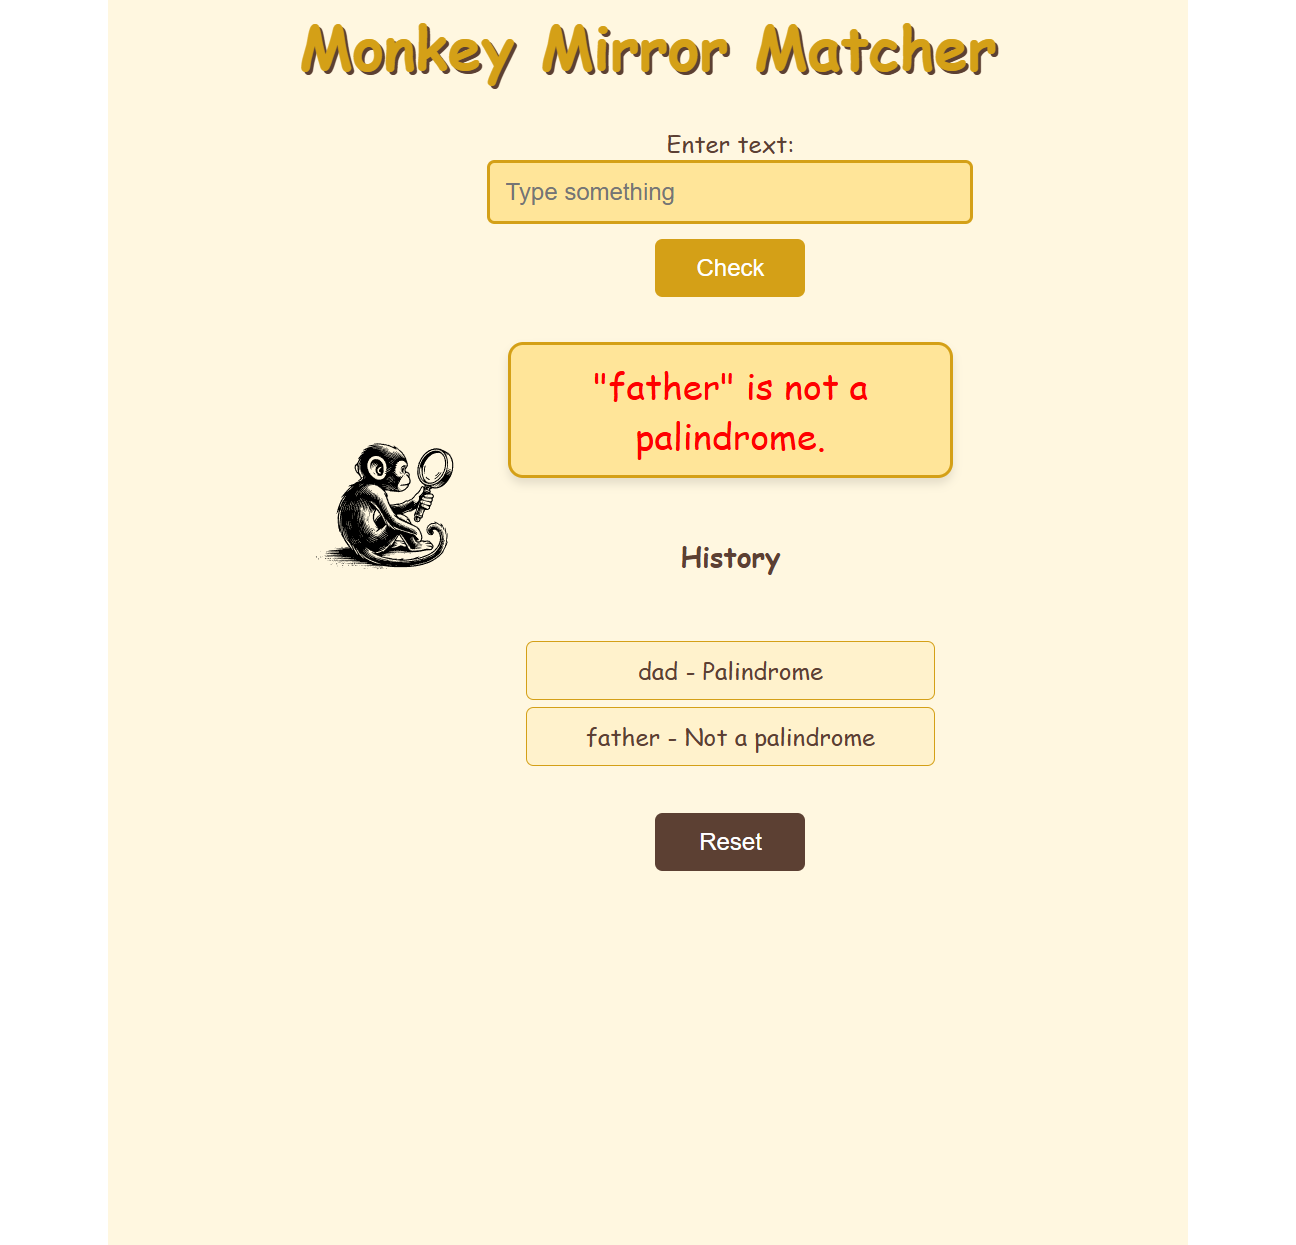 Monkey Mirror Matcher
Enter text:
Type something
Check
"father" is not a
palindrome.
History
dad - Palindrome
father - Not a palindrome
Reset